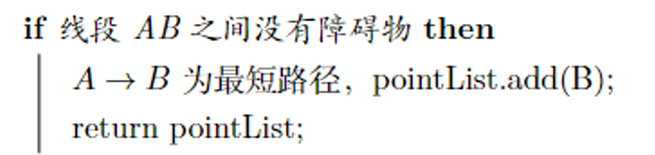 if 线段 AB 之间没有障碍物 then
A → B 为最短路径，pointList.add(B);
return pointList;